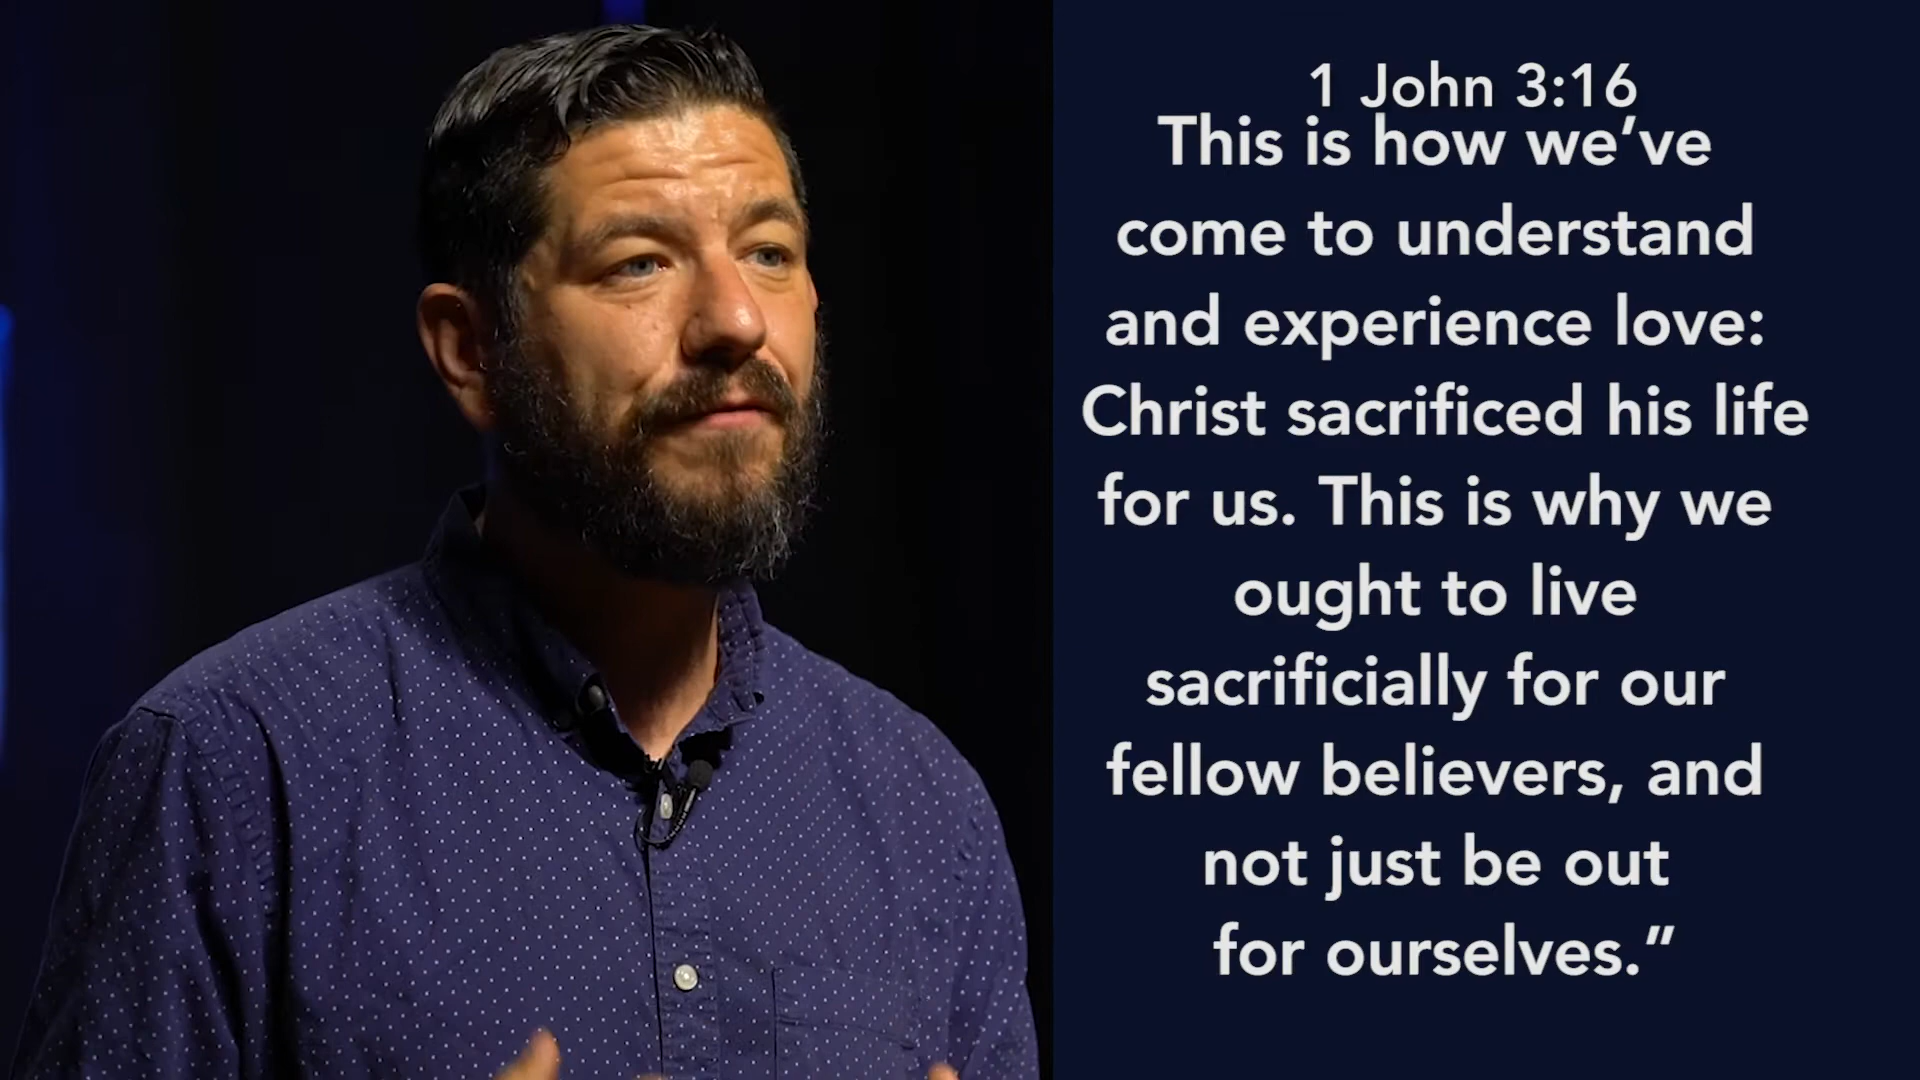 1 John 3:16
This is how we’ve
come to understand
and experience love:
Christ sacrificed his life
for us. This is why we
ought to live
sacrificially for our
fellow believers, and
not just be out
for ourselves.”